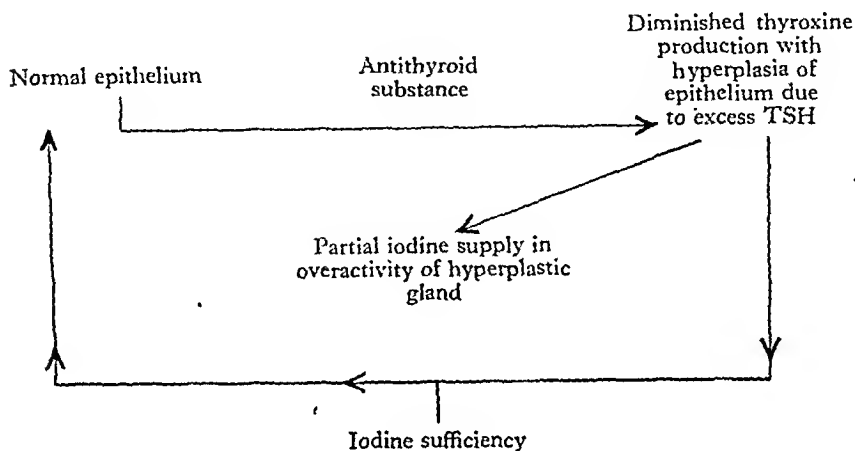 Diminished thyroxine
production with
hyperplasia of
epithelium due
to excess TSH
Normal epithelium
Antithyroid
substance
Partial iodine supply in
overactivity of hyperplastic
gland
Iodine sufficiency